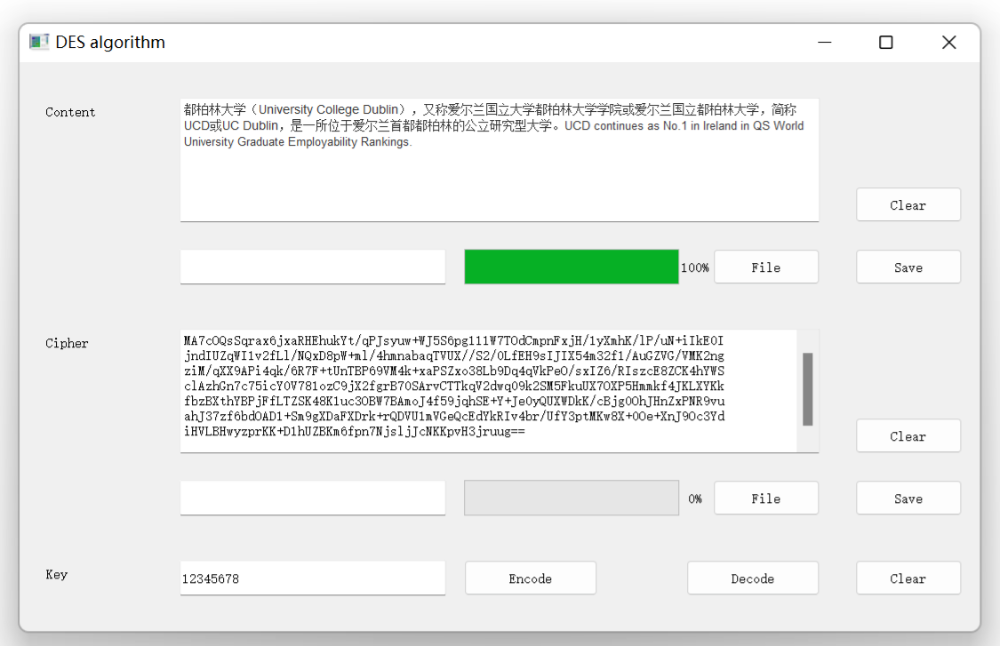 DES algorithm
Content
都柏林大学（University College Dublin），又称爱尔兰国立大学都柏林大学学院或爱尔兰国立都柏林大学，简称
UCD或UC Dublin，是一所位于爱尔兰首都都柏林的公立研究型大学。UCD continues as No.1 in Ireland in QS World
University Graduate Employability Rankings.
Clear
100%
File
Save
Cipher
MA7cOQsSqrax6jxaRHEhukYt/qPJsyuw+WJ5S6pg111W7TOdCmpnFxjH/1yXmhK/lP/uN+iIkE0I
jndIUZqWI1v2fLl/NQxD8pW+ml/4hmnabaqTVUX//S2/OLfEH9sIJIX54m32f1/AuGZVG/VMK2ng
ziM/qXX9APi4qk/6R7F+tUnTBP69VM4k+xaPSZxo38Lb9Dq4qVkPeO/sxIZ6/RIszcE8ZCK4hYWS
clAzhGn7c75icY0V781ozC9jX2fgrB70SArvCTTkqV2dwq09k2SM5FkuUX7OXP5Hmmkf4JKLXYKk
fbzBXthYBPjFfLTZSK48K1uc3OBW7BAmoJ4f59jqhSE+Y+Je0yQUXWDkK/cBjg0OhJHnZxPNR9vu
ahJ37zf6bdOAD1+Sm9gXDaFXDrk+rQDVU1mVGeQcEdYkRIv4br/UfY3ptMKw8X+0Oe+XnJ9Oc3Yd
iHVLBHwyzprKK+D1hUZBKm6fpn7NjsljJcNKKpvH3jruug==
Clear
0%
File
Save
Key
12345678
Encode
Decode
Clear